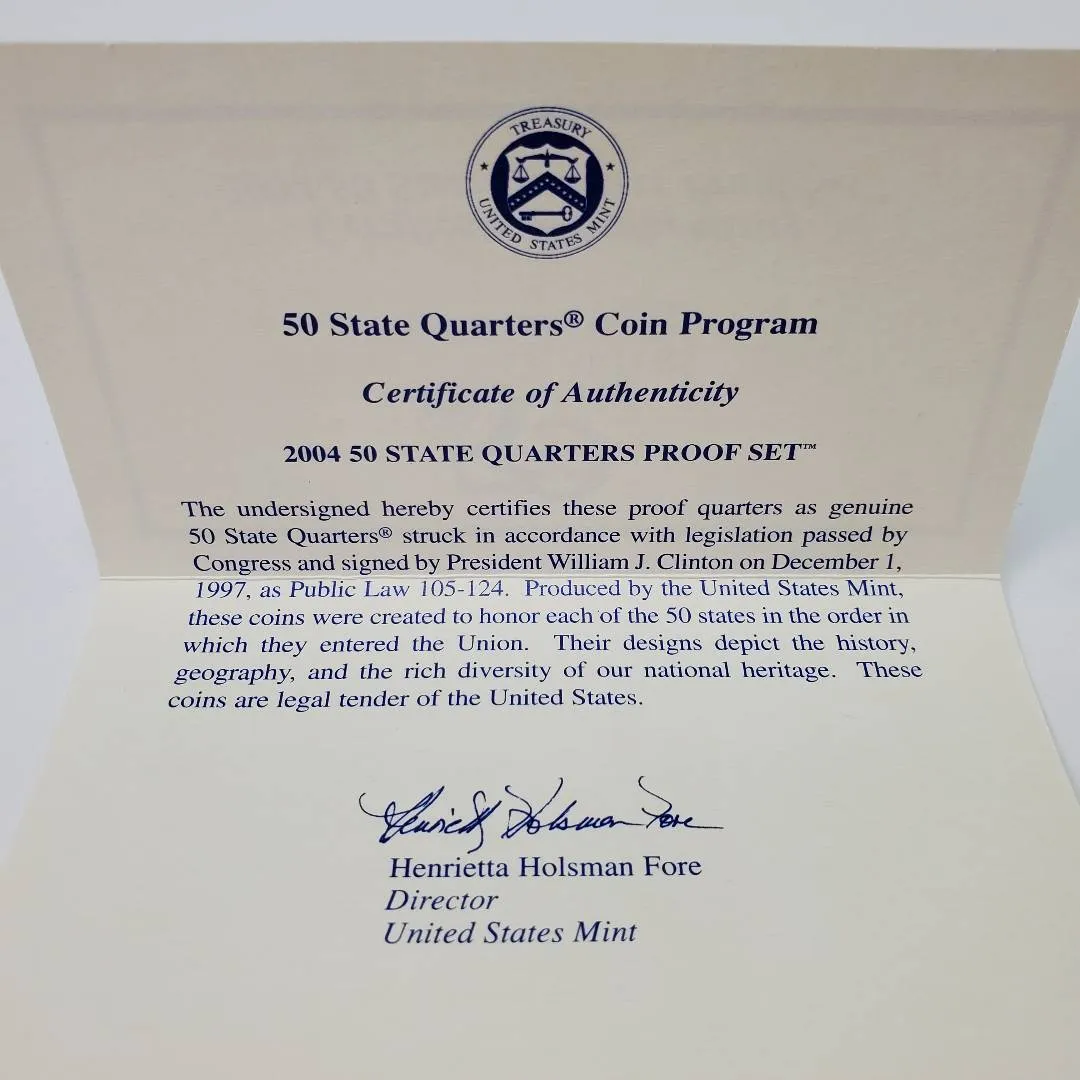 TREASURY
UNITED STATES MINT
50 State Quarters® Coin Program
Certificate of Authenticity
2004 50 STATE QUARTERS PROOF SET™
The undersigned hereby certifies these proof quarters as genuine
50 State Quarters® struck in accordance with legislation passed by
Congress and signed by President William J. Clinton on December 1,
1997, as Public Law 105-124. Produced by the United States Mint,
these coins were created to honor each of the 50 states in the order in
which they entered the Union. Their designs depict the history,
geography, and the rich diversity of our national heritage. These
coins are legal tender of the United States.
Henrietta Holsman Fore
Henrietta Holsman Fore
Director
United States Mint